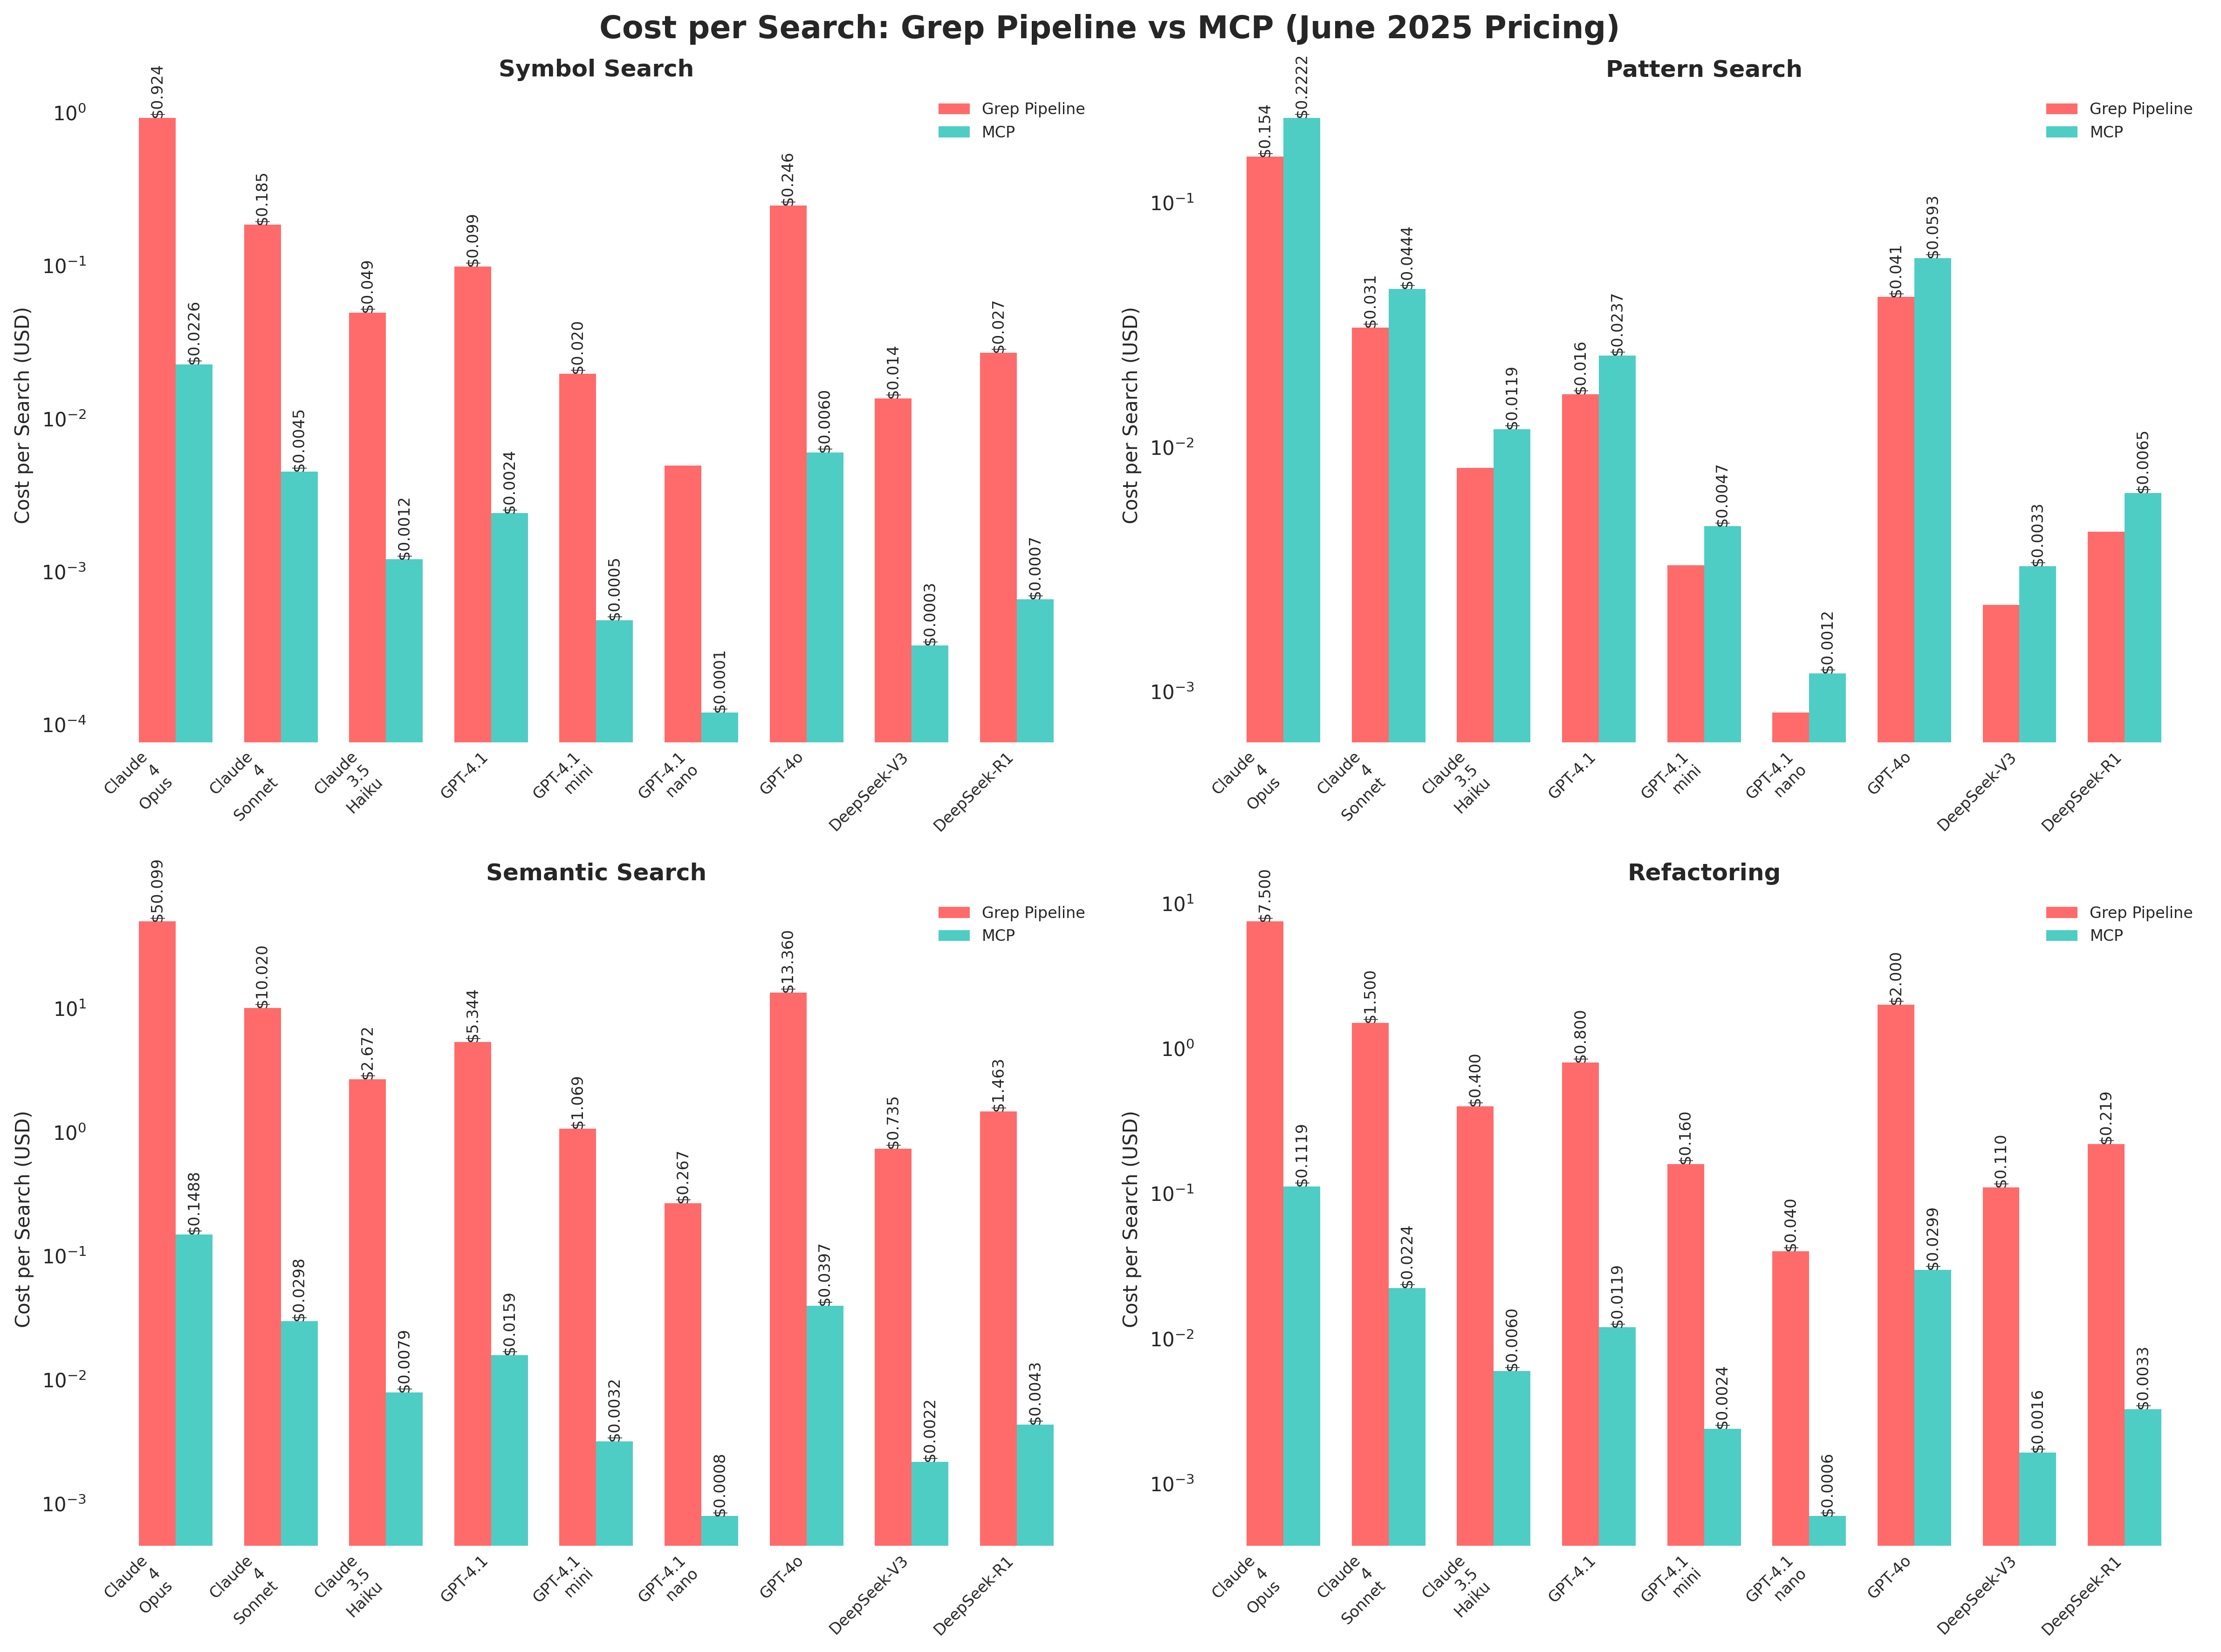 Cost per Search: Grep Pipeline vs MCP (June 2025 Pricing)
Symbol Search
Grep Pipeline
MCP
Cost per Search (USD)
10⁰
10⁻¹
10⁻²
10⁻³
10⁻⁴
$0.924
$0.0226
$0.185
$0.0045
$0.049
$0.0012
$0.099
$0.0024
$0.020
$0.0005
$0.0001
$0.246
$0.0060
$0.014
$0.0003
$0.027
$0.0007
Claude
4
Opus
Claude
4
Sonnet
Claude
3.5
Haiku
GPT-4.1
GPT-4.1
mini
GPT-4.1
nano
GPT-4o
DeepSeek-V3
DeepSeek-R1
Pattern Search
Grep Pipeline
MCP
Cost per Search (USD)
10⁻¹
10⁻²
10⁻³
$0.154
$0.2222
$0.031
$0.0444
$0.0119
$0.016
$0.0237
$0.0047
$0.0012
$0.041
$0.0593
$0.0033
$0.0065
Claude
4
Opus
Claude
4
Sonnet
Claude
3.5
Haiku
GPT-4.1
GPT-4.1
mini
GPT-4.1
nano
GPT-4o
DeepSeek-V3
DeepSeek-R1
Semantic Search
Grep Pipeline
MCP
Cost per Search (USD)
10¹
10⁰
10⁻¹
10⁻²
10⁻³
$50.099
$0.1488
$10.020
$0.0298
$2.672
$0.0079
$5.344
$0.0159
$1.069
$0.0032
$0.267
$0.0008
$13.360
$0.0397
$0.735
$0.0022
$1.463
$0.0043
Claude
4
Opus
Claude
4
Sonnet
Claude
3.5
Haiku
GPT-4.1
GPT-4.1
mini
GPT-4.1
nano
GPT-4o
DeepSeek-V3
DeepSeek-R1
Refactoring
Grep Pipeline
MCP
Cost per Search (USD)
10¹
10⁰
10⁻¹
10⁻²
10⁻³
$7.500
$0.1119
$1.500
$0.0224
$0.400
$0.0060
$0.800
$0.0119
$0.160
$0.0024
$0.040
$0.0006
$2.000
$0.0299
$0.110
$0.0016
$0.219
$0.0033
Claude
4
Opus
Claude
4
Sonnet
Claude
3.5
Haiku
GPT-4.1
GPT-4.1
mini
GPT-4.1
nano
GPT-4o
DeepSeek-V3
DeepSeek-R1